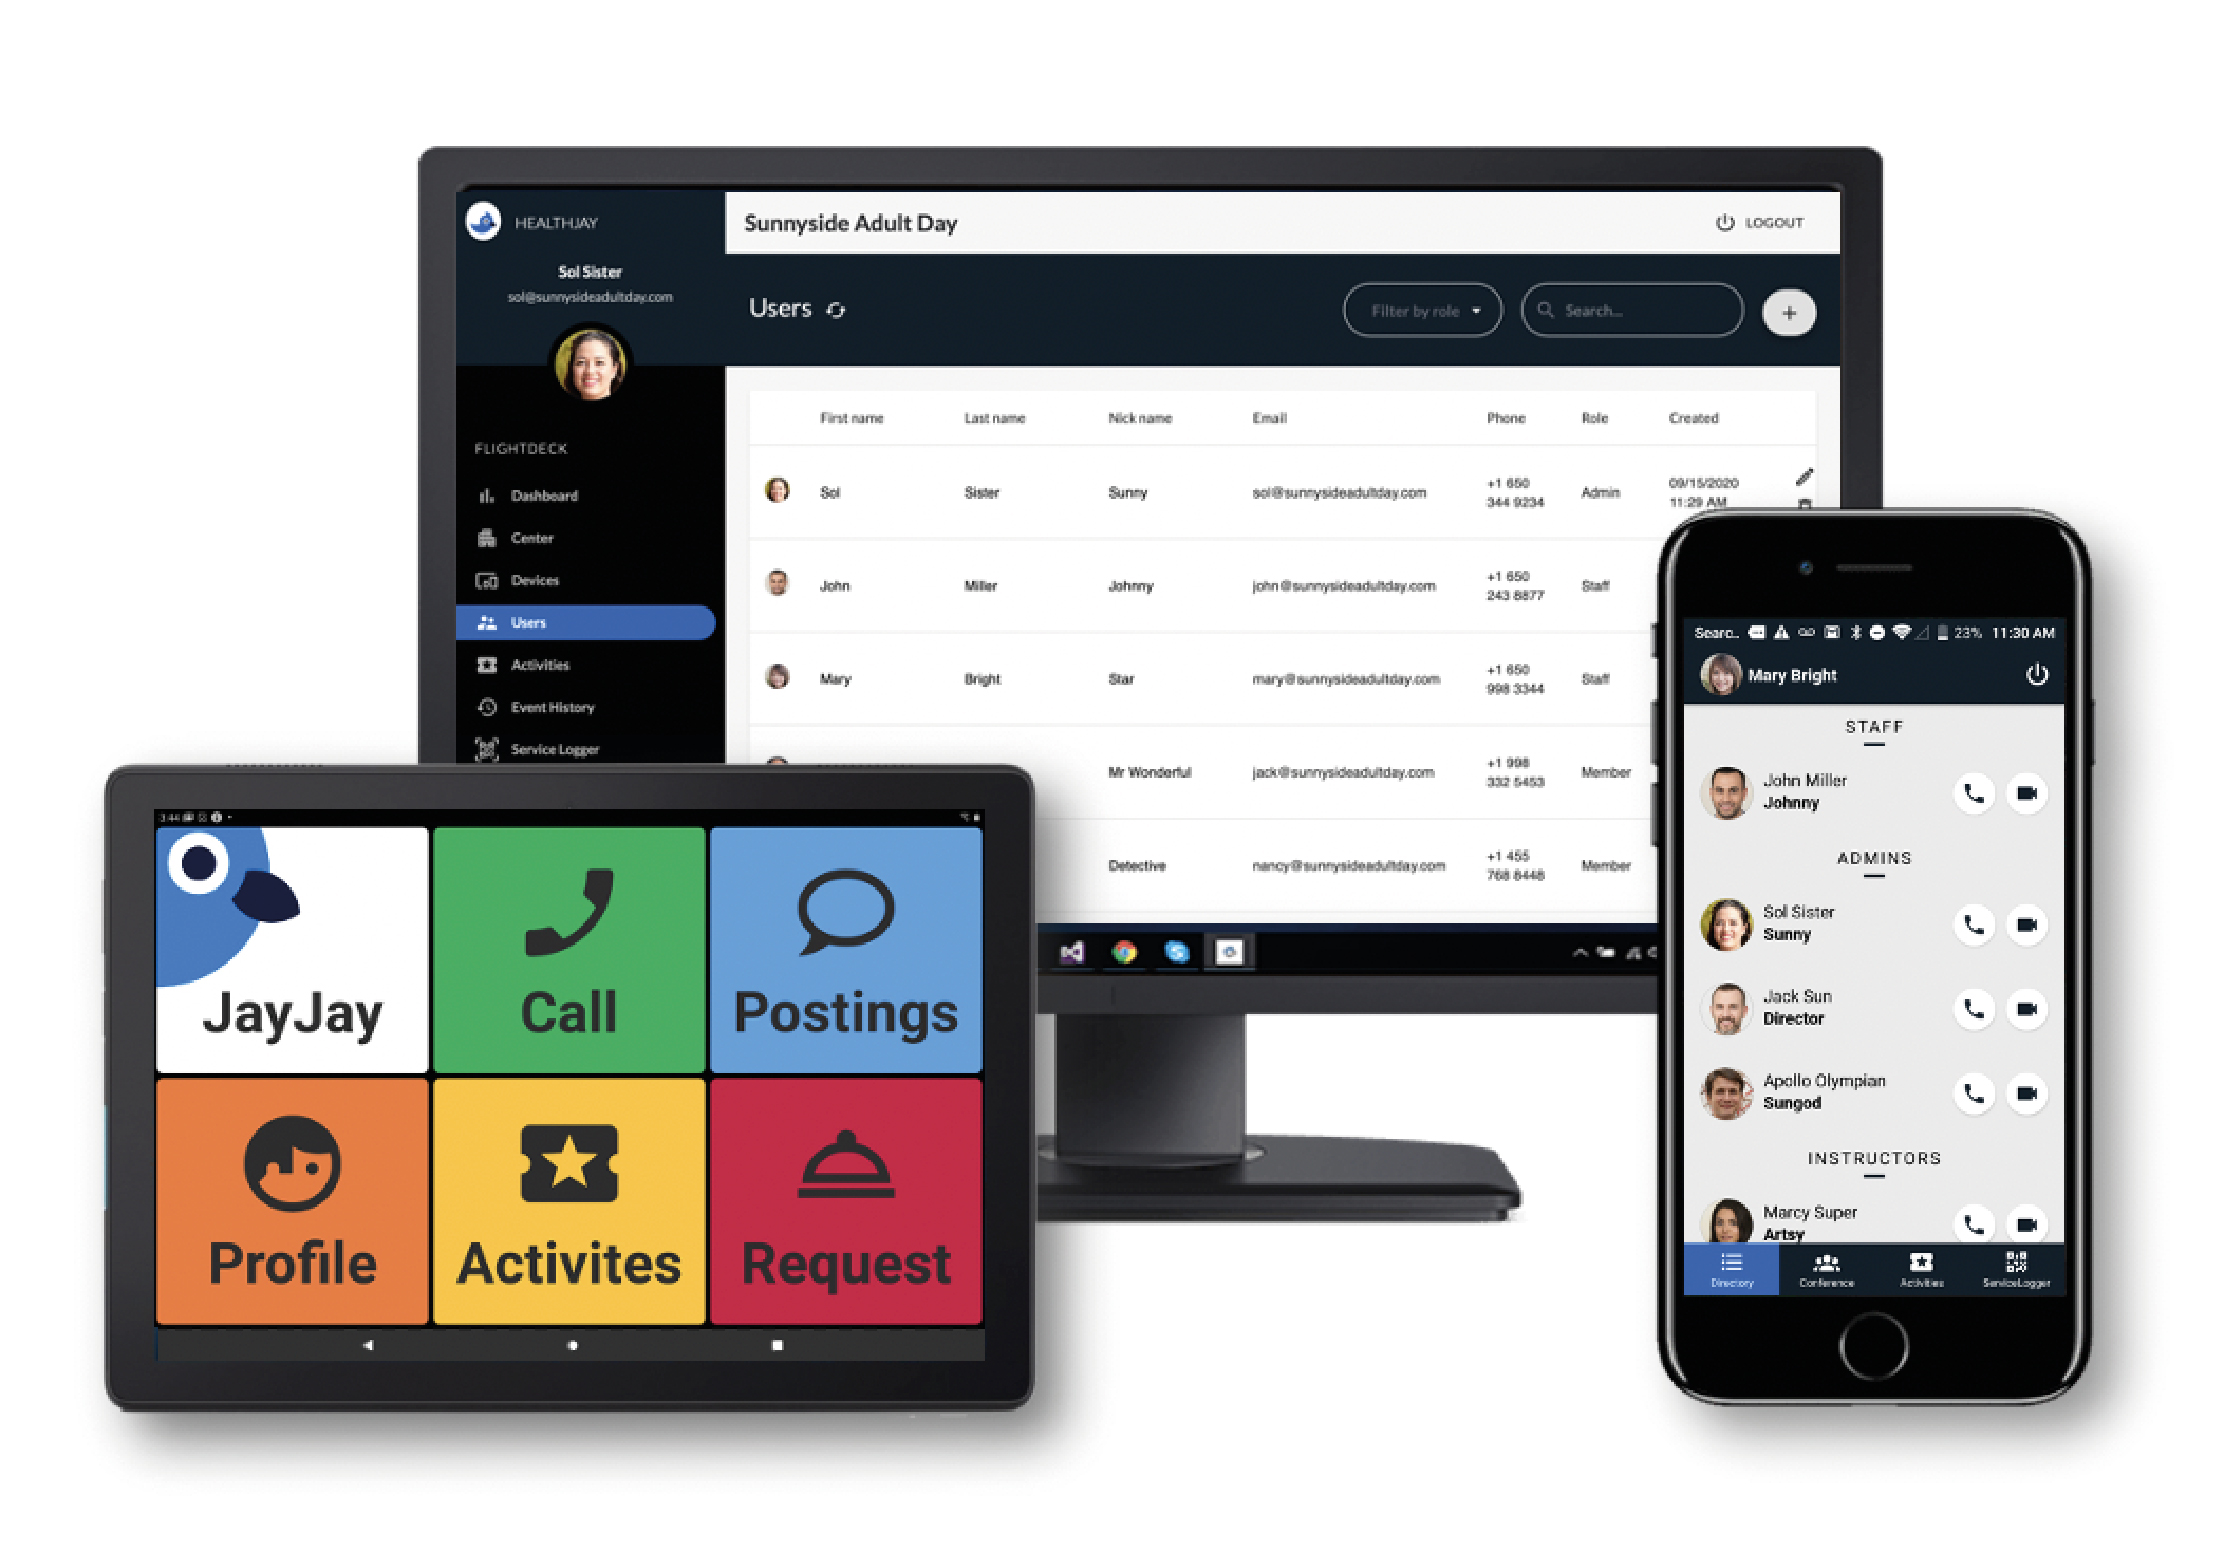 HEALTHJAY
Sol Sister
sol@sunnysideadultday.com
FLIGHTDECK
Dashboard
Center
Devices
Users
Activities
Event History
Service Logger
Sunnyside Adult Day
LOGOUT
Users
Filter by role
Search...
+
First name Last name Nick name Email Phone Role Created
Sol Sister Sunny sol@sunnysideadultday.com +1 650 344 9234 Admin 09/15/2020 11:29 AM
John Miller Johnny john@sunnysideadultday.com +1 650 243 8877 Staff
Mary Bright Star mary@sunnysideadultday.com +1 650 998 3344 Staff
Mr Wonderful jack@sunnysideadultday.com +1 998 332 5453 Member
Detective nancy@sunnysideadultday.com +1 455 768 8448 Member
3:44
JayJay
Call
Postings
Profile
Activites
Request
Searc.. 23% 11:30 AM
Mary Bright
STAFF
John Miller
Johnny
ADMINS
Sol Sister
Sunny
Jack Sun
Director
Apollo Olympian
Sungod
INSTRUCTORS
Marcy Super
Artsy
Directory Conference Activities ServiceLogger